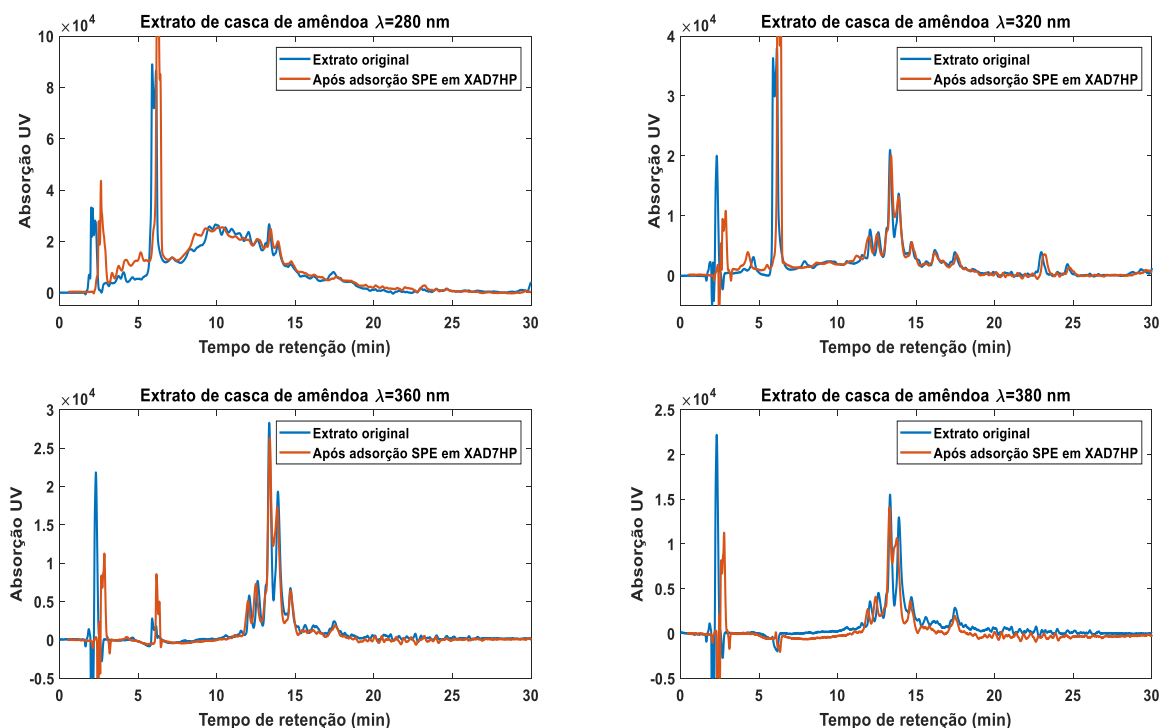 Extrato de casca de amêndoa λ=280 nm
×10⁴
Absorção UV
10
8
6
4
2
0
Extrato original
Após adsorção SPE em XAD7HP
0 5 10 15 20 25 30
Tempo de retenção (min)
Extrato de casca de amêndoa λ=320 nm
×10⁴
Absorção UV
4
3
2
1
0
Extrato original
Após adsorção SPE em XAD7HP
0 5 10 15 20 25 30
Tempo de retenção (min)
Extrato de casca de amêndoa λ=360 nm
×10⁴
Absorção UV
3
2.5
2
1.5
1
0.5
0
-0.5
Extrato original
Após adsorção SPE em XAD7HP
0 5 10 15 20 25 30
Tempo de retenção (min)
Extrato de casca de amêndoa λ=380 nm
×10⁴
Absorção UV
2.5
2
1.5
1
0.5
0
-0.5
Extrato original
Após adsorção SPE em XAD7HP
0 5 10 15 20 25 30
Tempo de retenção (min)